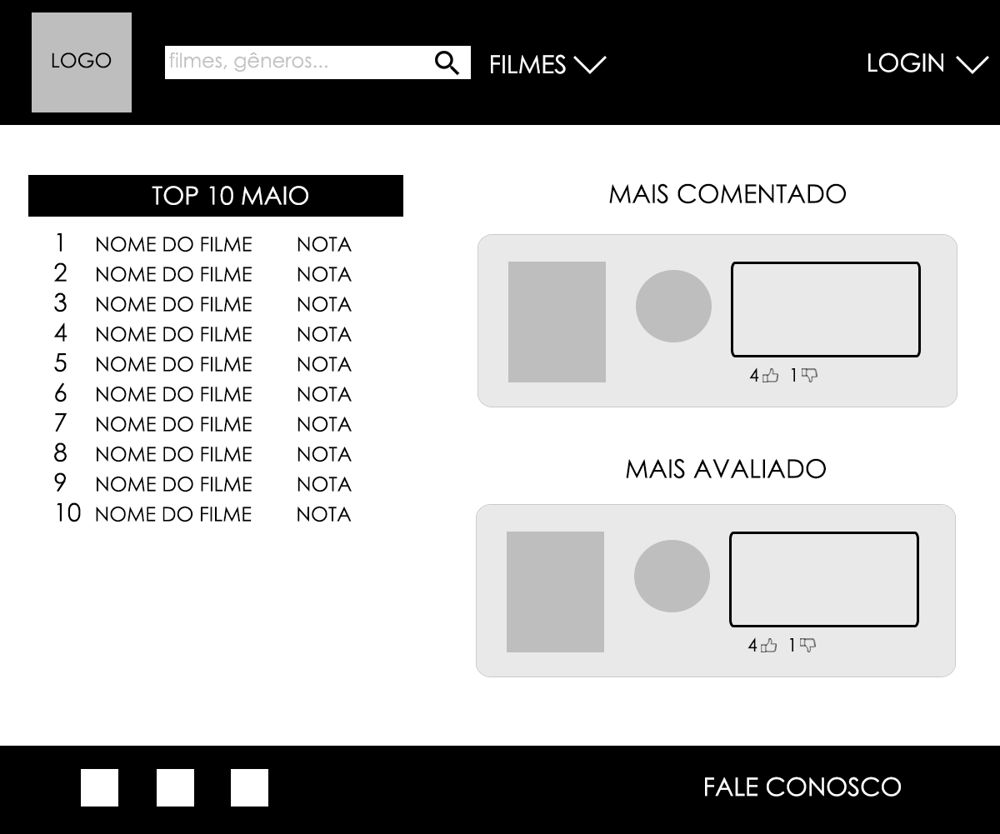 LOGO
filmes, gêneros...
FILMES
LOGIN
TOP 10 MAIO
1 NOME DO FILME NOTA
2 NOME DO FILME NOTA
3 NOME DO FILME NOTA
4 NOME DO FILME NOTA
5 NOME DO FILME NOTA
6 NOME DO FILME NOTA
7 NOME DO FILME NOTA
8 NOME DO FILME NOTA
9 NOME DO FILME NOTA
10 NOME DO FILME NOTA
MAIS COMENTADO
4 1
MAIS AVALIADO
4 1
FALE CONOSCO